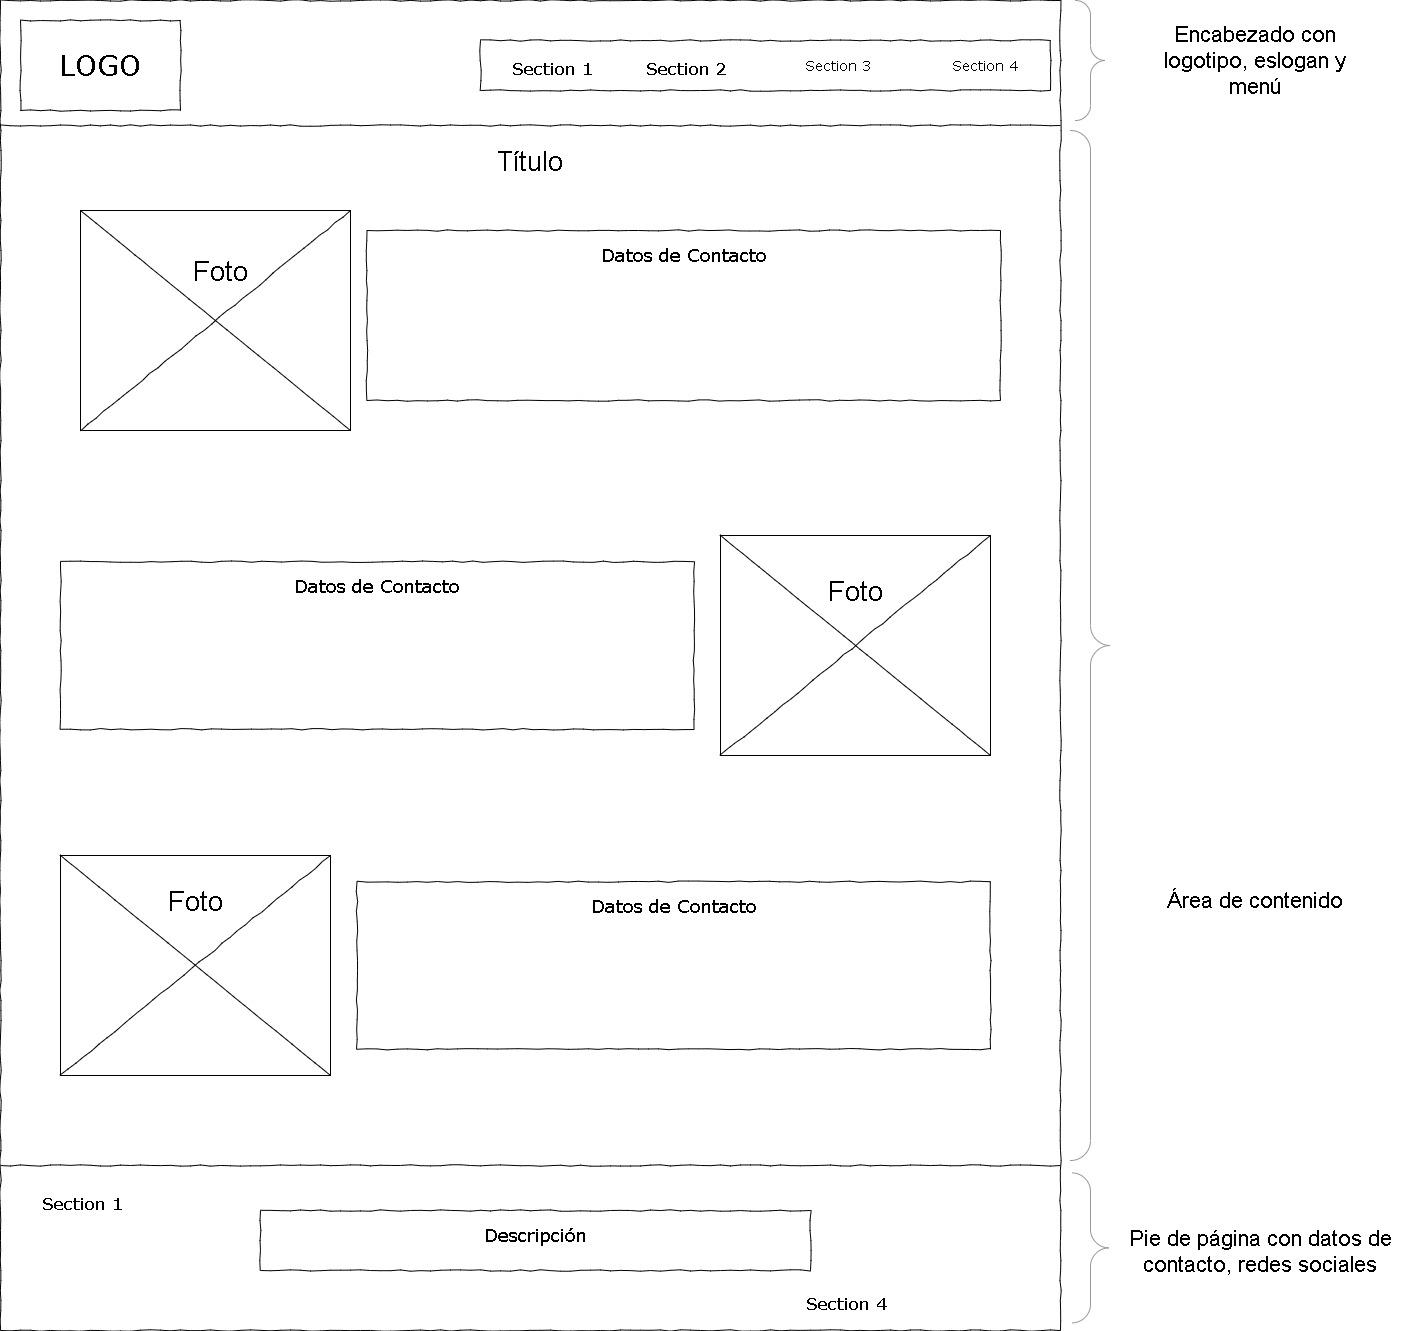 LOGO
Section 1
Section 2
Section 3
Section 4
Encabezado con
logotipo, eslogan y
menú
Título
Foto
Datos de Contacto
Datos de Contacto
Foto
Foto
Datos de Contacto
Área de contenido
Section 1
Descripción
Section 4
Pie de página con datos de
contacto, redes sociales